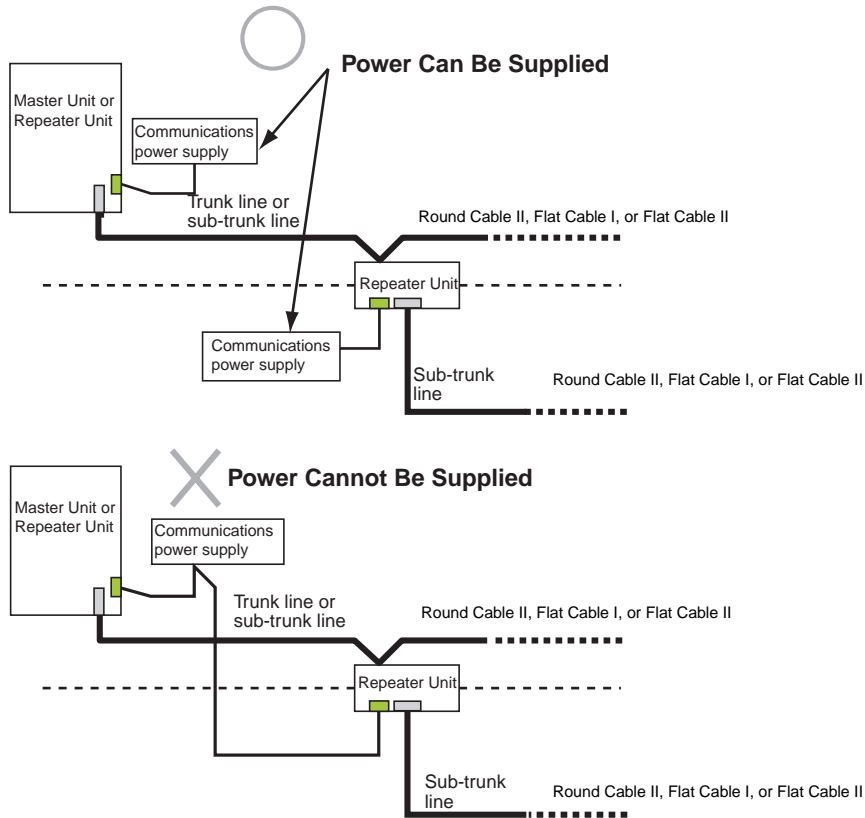 Power Can Be Supplied
Master Unit or
Repeater Unit
Communications
power supply
Trunk line or
sub-trunk line
Round Cable II, Flat Cable I, or Flat Cable II
Repeater Unit
Communications
power supply
Sub-trunk
line
Round Cable II, Flat Cable I, or Flat Cable II
Power Cannot Be Supplied
Master Unit or
Repeater Unit
Communications
power supply
Trunk line or
sub-trunk line
Round Cable II, Flat Cable I, or Flat Cable II
Repeater Unit
Sub-trunk
line
Round Cable II, Flat Cable I, or Flat Cable II